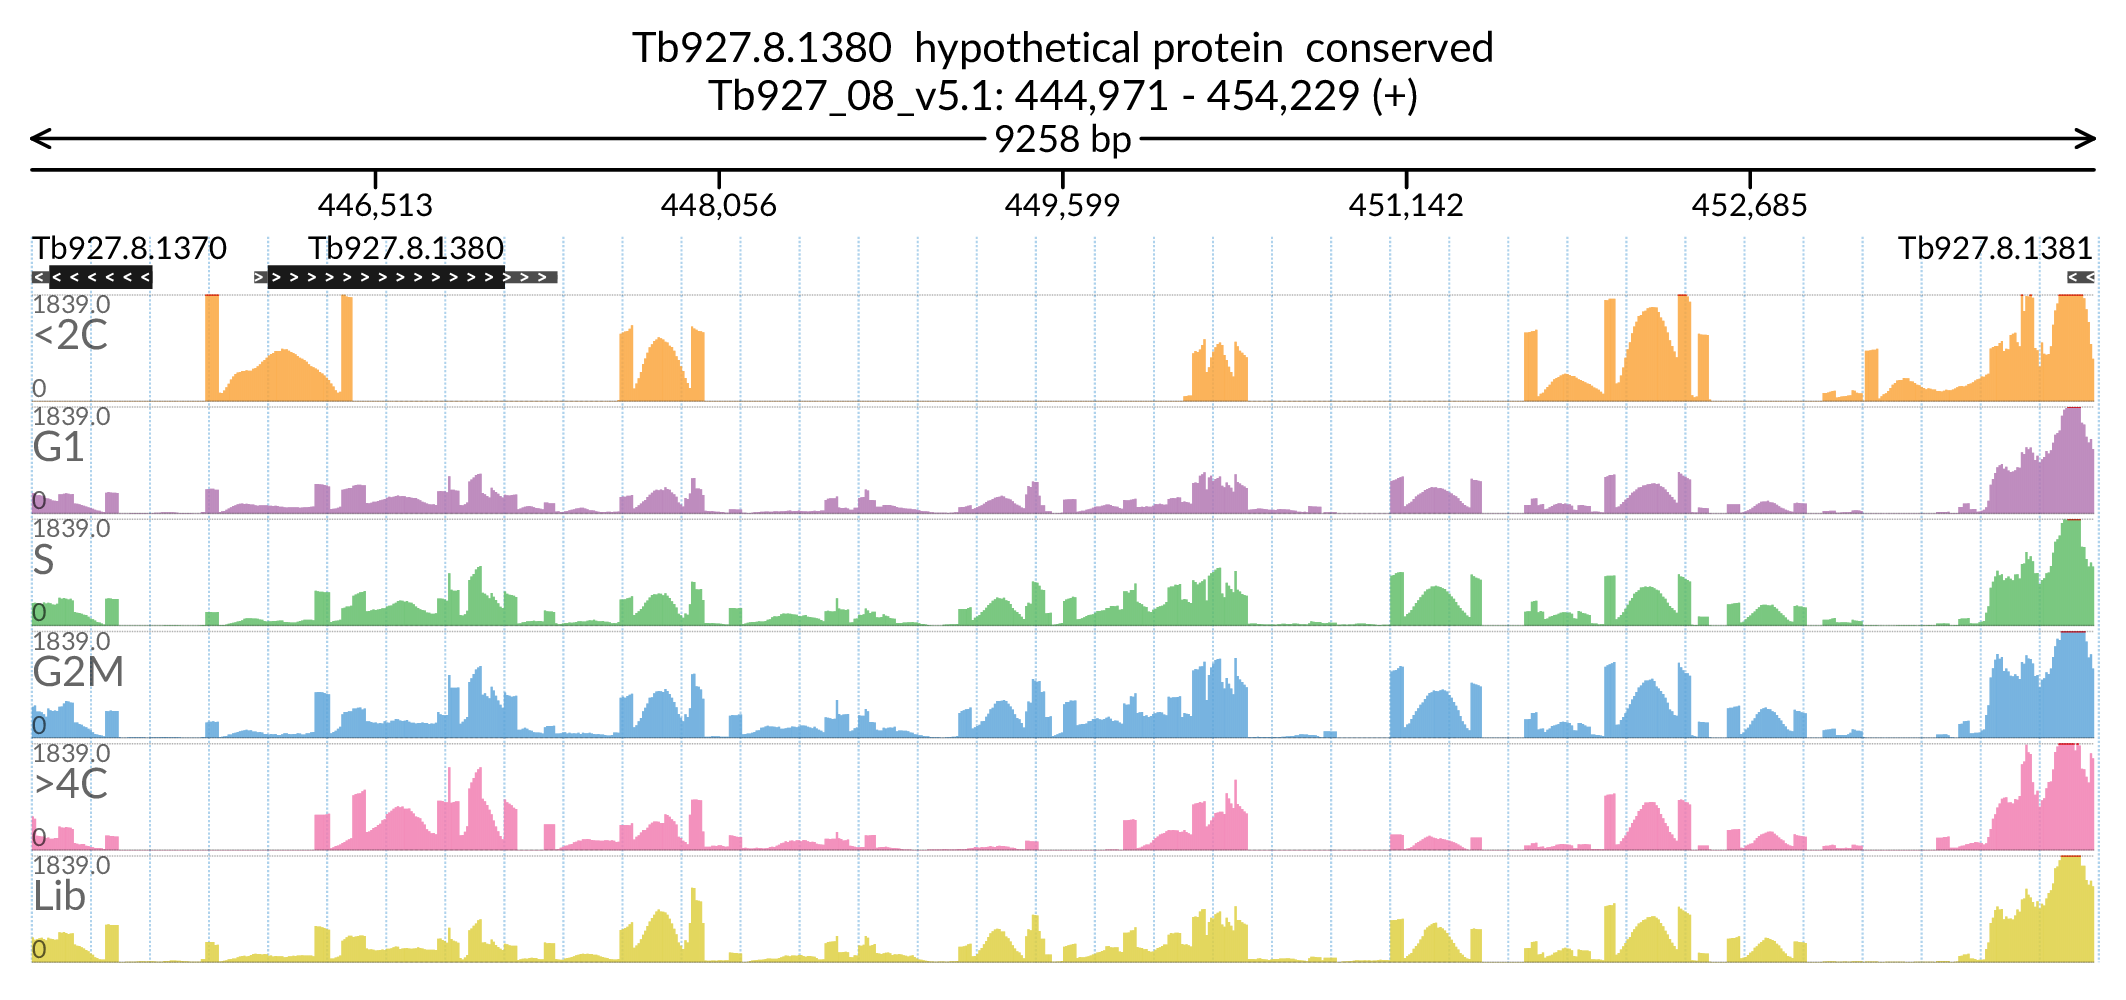 Tb927.8.1380  hypothetical protein  conserved
Tb927_08_v5.1: 444,971 - 454,229 (+)
9258 bp
446,513 448,056 449,599 451,142 452,685
Tb927.8.1370 Tb927.8.1380 Tb927.8.1381
1839.0
<2C
0
1839.0
G1
0
1839.0
S
0
1839.0
G2M
0
1839.0
>4C
0
1839.0
Lib
0